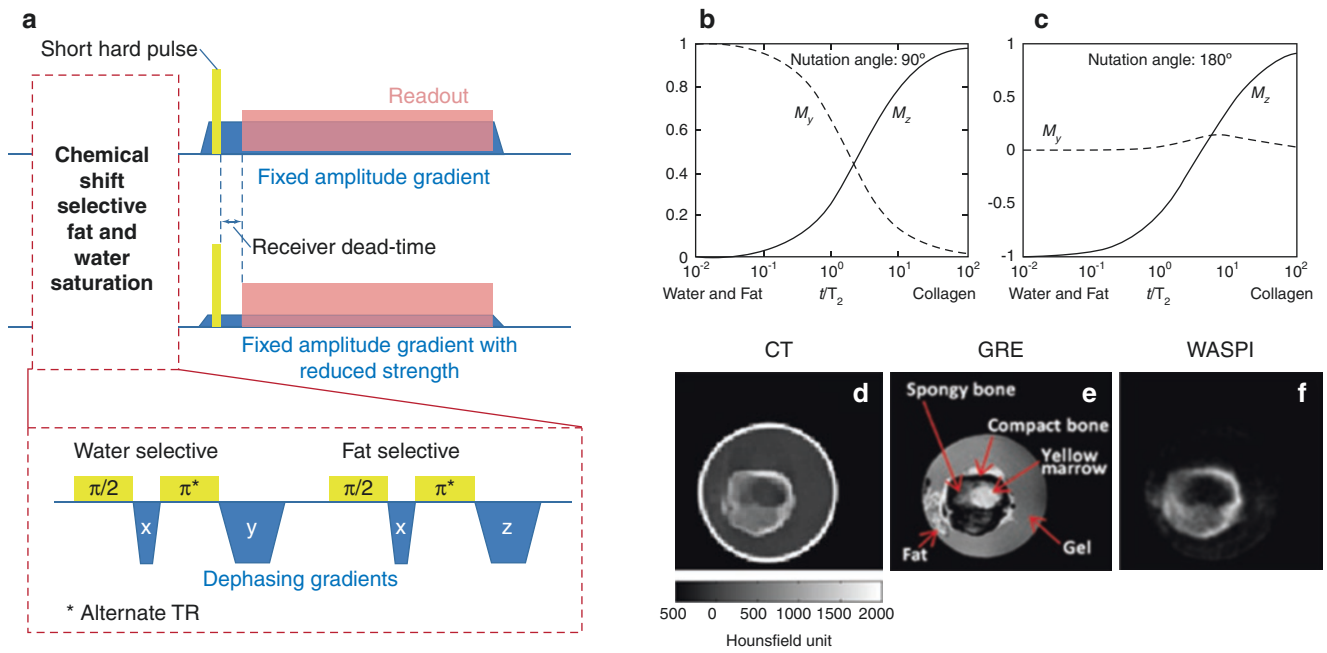 a
Short hard pulse
Readout
Chemical
shift
selective
fat and
water
saturation
Fixed amplitude gradient
Receiver dead-time
Fixed amplitude gradient with
reduced strength
Water selective
Fat selective
π/2
π*
π/2
π*
x
y
x
z
Dephasing gradients
* Alternate TR
b
1
0.8
0.6
0.4
0.2
0
Nutation angle: 90º
My
Mz
10-2
10-1
100
101
102
Water and Fat
t/T2
Collagen
c
1
0.5
0
-0.5
-1
Nutation angle: 180º
My
Mz
10-2
10-1
100
101
102
Water and Fat
t/T2
Collagen
CT
d
500
0
500
1000
1500
2000
Hounsfield unit
GRE
e
Spongy bone
Compact bone
Yellow
marrow
Fat
Gel
WASPI
f